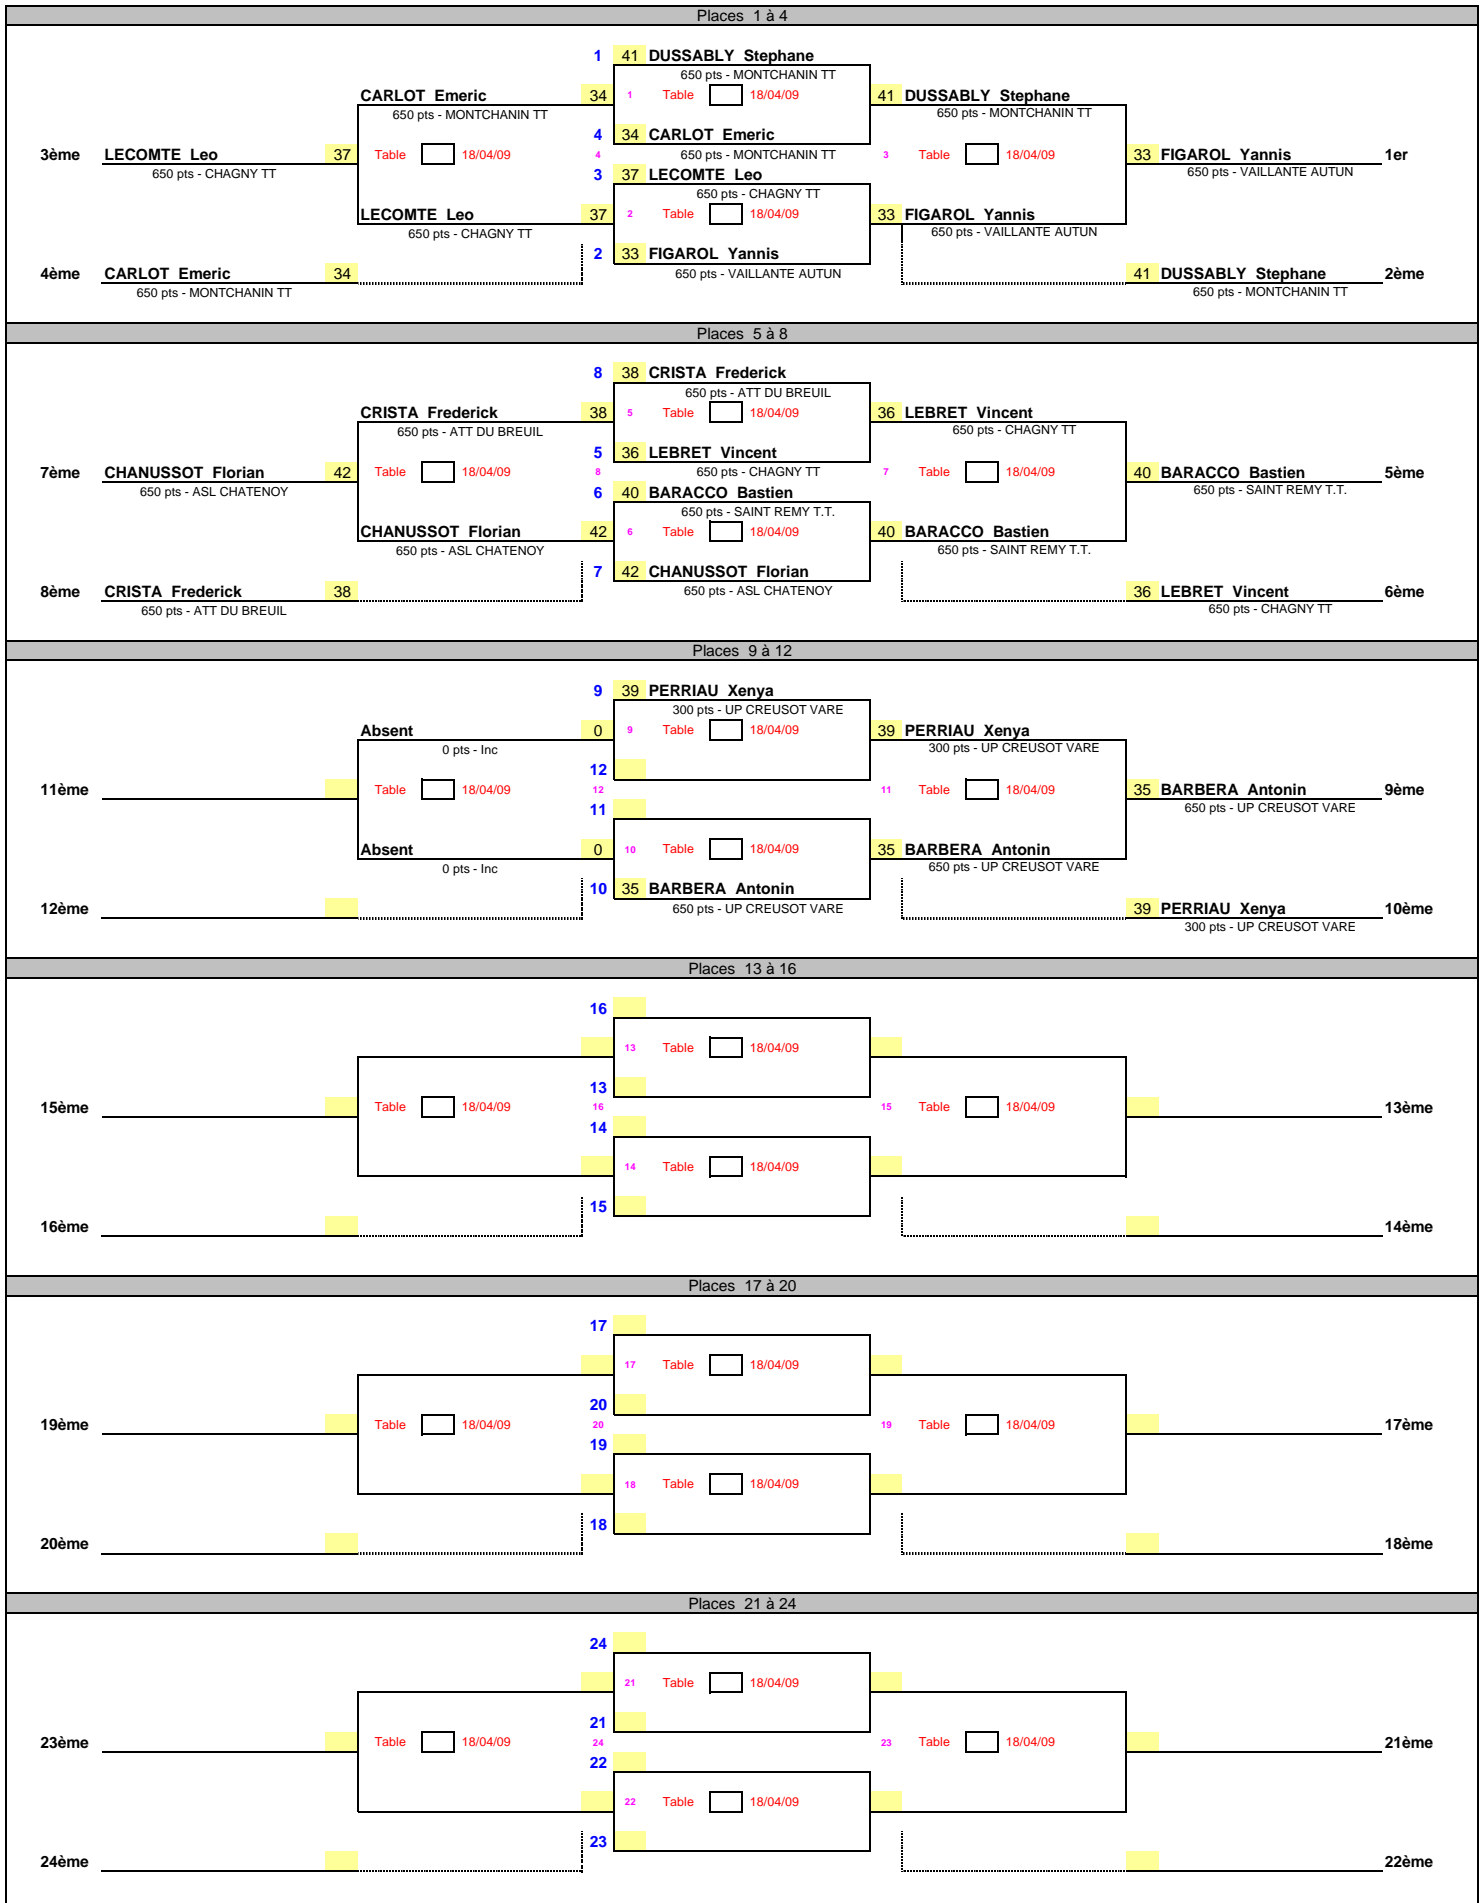 Places 1 à 4
1 41 DUSSABLY Stephane
650 pts - MONTCHANIN TT
CARLOT Emeric 34 1 Table 18/04/09 41 DUSSABLY Stephane
650 pts - MONTCHANIN TT 650 pts - MONTCHANIN TT
4 34 CARLOT Emeric
3ème LECOMTE Leo 37 Table 18/04/09 4 650 pts - MONTCHANIN TT 3 Table 18/04/09 33 FIGAROL Yannis 1er
650 pts - CHAGNY TT 3 37 LECOMTE Leo 650 pts - VAILLANTE AUTUN
650 pts - CHAGNY TT
LECOMTE Leo 37 2 Table 18/04/09 33 FIGAROL Yannis
650 pts - CHAGNY TT 650 pts - VAILLANTE AUTUN
2 33 FIGAROL Yannis
4ème CARLOT Emeric 34 650 pts - VAILLANTE AUTUN 41 DUSSABLY Stephane 2ème
650 pts - MONTCHANIN TT 650 pts - MONTCHANIN TT
Places 5 à 8
8 38 CRISTA Frederick
650 pts - ATT DU BREUIL
CRISTA Frederick 38 5 Table 18/04/09 36 LEBRET Vincent
650 pts - ATT DU BREUIL 650 pts - CHAGNY TT
5 36 LEBRET Vincent
7ème CHANUSSOT Florian 42 Table 18/04/09 8 650 pts - CHAGNY TT 7 Table 18/04/09 40 BARACCO Bastien 5ème
650 pts - ASL CHATENOY 6 40 BARACCO Bastien 650 pts - SAINT REMY T.T.
650 pts - SAINT REMY T.T.
CHANUSSOT Florian 42 6 Table 18/04/09 40 BARACCO Bastien
650 pts - ASL CHATENOY 650 pts - SAINT REMY T.T.
7 42 CHANUSSOT Florian
8ème CRISTA Frederick 38 650 pts - ASL CHATENOY 36 LEBRET Vincent 6ème
650 pts - ATT DU BREUIL 650 pts - CHAGNY TT
Places 9 à 12
9 39 PERRIAU Xenya
300 pts - UP CREUSOT VARE
Absent 0 9 Table 18/04/09 39 PERRIAU Xenya
0 pts - Inc 300 pts - UP CREUSOT VARE
12
11ème Table 18/04/09 12 11 Table 18/04/09 35 BARBERA Antonin 9ème
11 650 pts - UP CREUSOT VARE
Absent 0 10 Table 18/04/09 35 BARBERA Antonin
0 pts - Inc 650 pts - UP CREUSOT VARE
10 35 BARBERA Antonin
12ème 650 pts - UP CREUSOT VARE 39 PERRIAU Xenya 10ème
300 pts - UP CREUSOT VARE
Places 13 à 16
16
13 Table 18/04/09
13
15ème Table 18/04/09 16 15 Table 18/04/09 13ème
14
14 Table 18/04/09
15
16ème 14ème
Places 17 à 20
17
17 Table 18/04/09
20
19ème Table 18/04/09 20 19 Table 18/04/09 17ème
19
18 Table 18/04/09
18
20ème 18ème
Places 21 à 24
24
21 Table 18/04/09
21
23ème Table 18/04/09 24 23 Table 18/04/09 21ème
22
22 Table 18/04/09
23
24ème 22ème